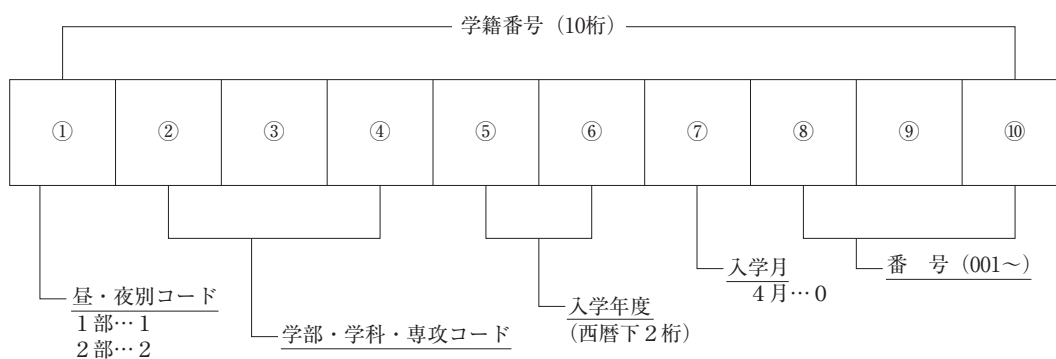 学籍番号（10桁）
① ② ③ ④ ⑤ ⑥ ⑦ ⑧ ⑨ ⑩
昼・夜別コード
１部…１
２部…２
学部・学科・専攻コード
入学年度
（西暦下２桁）
入学月
４月…０
番　号（001～）